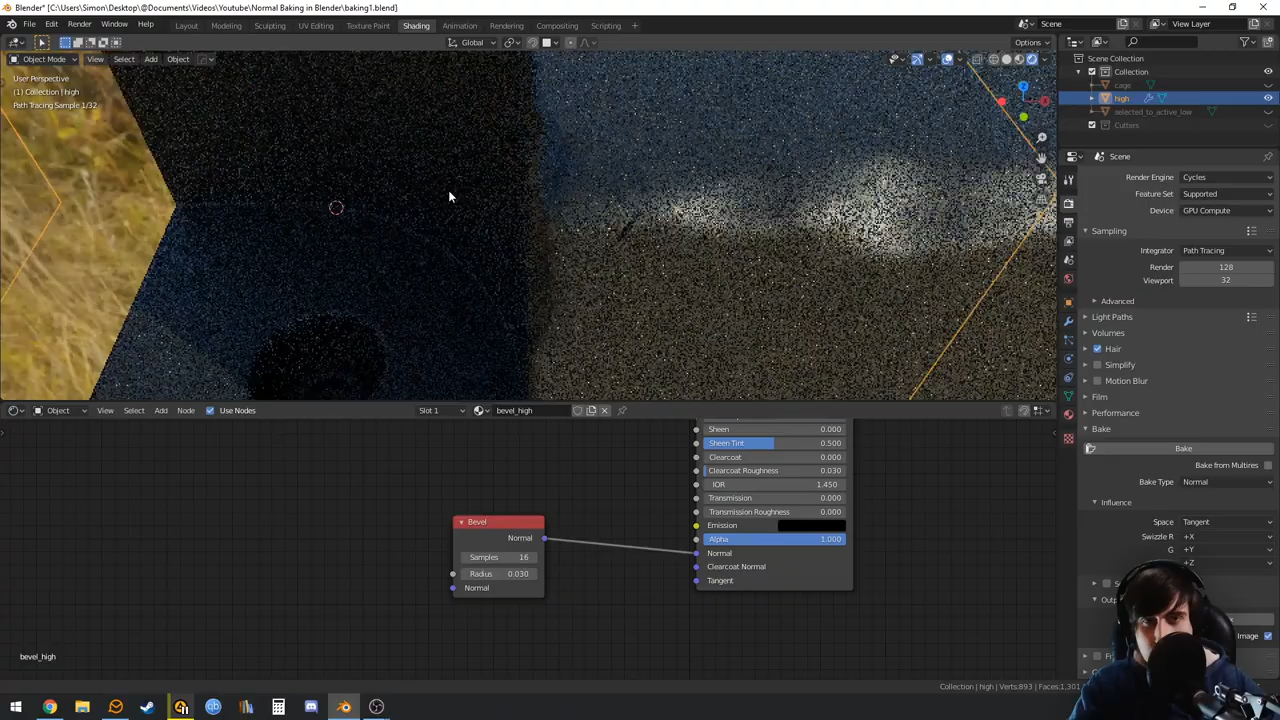 Blender* [C:\Users\Simon\Desktop\@Documents\Videos\Youtube\Normal Baking in Blender\baking1.blend]
File Edit Render Window Help
Layout Modeling Sculpting UV Editing Texture Paint Shading Animation Rendering Compositing Scripting
Scene
View Layer
Global
Options
Object Mode View Select Add Object
User Perspective
(1) Collection | high
Path Tracing Sample 1/32
Scene Collection
Collection
cage
high
selected_to_active_low
Cutters
Scene
Render Engine Cycles
Feature Set Supported
Device GPU Compute
Sampling
Integrator Path Tracing
Render 128
Viewport 32
Advanced
Light Paths
Volumes
Hair
Simplify
Motion Blur
Film
Performance
Bake
Bake
Bake from Multires
Bake Type Normal
Influence
Space Tangent
Swizzle R +X
G +Y
+Z
Image
Object View Select Add Node Use Nodes Slot 1 bevel_high
Sheen 0.000
Sheen Tint 0.500
Clearcoat 0.000
Clearcoat Roughness 0.030
IOR 1.450
Transmission 0.000
Transmission Roughness 0.000
Emission
Alpha 1.000
Normal
Clearcoat Normal
Tangent
Bevel
Normal
Samples 16
Radius 0.030
Normal
bevel_high
Collection | high | Verts:893 | Faces:1,301